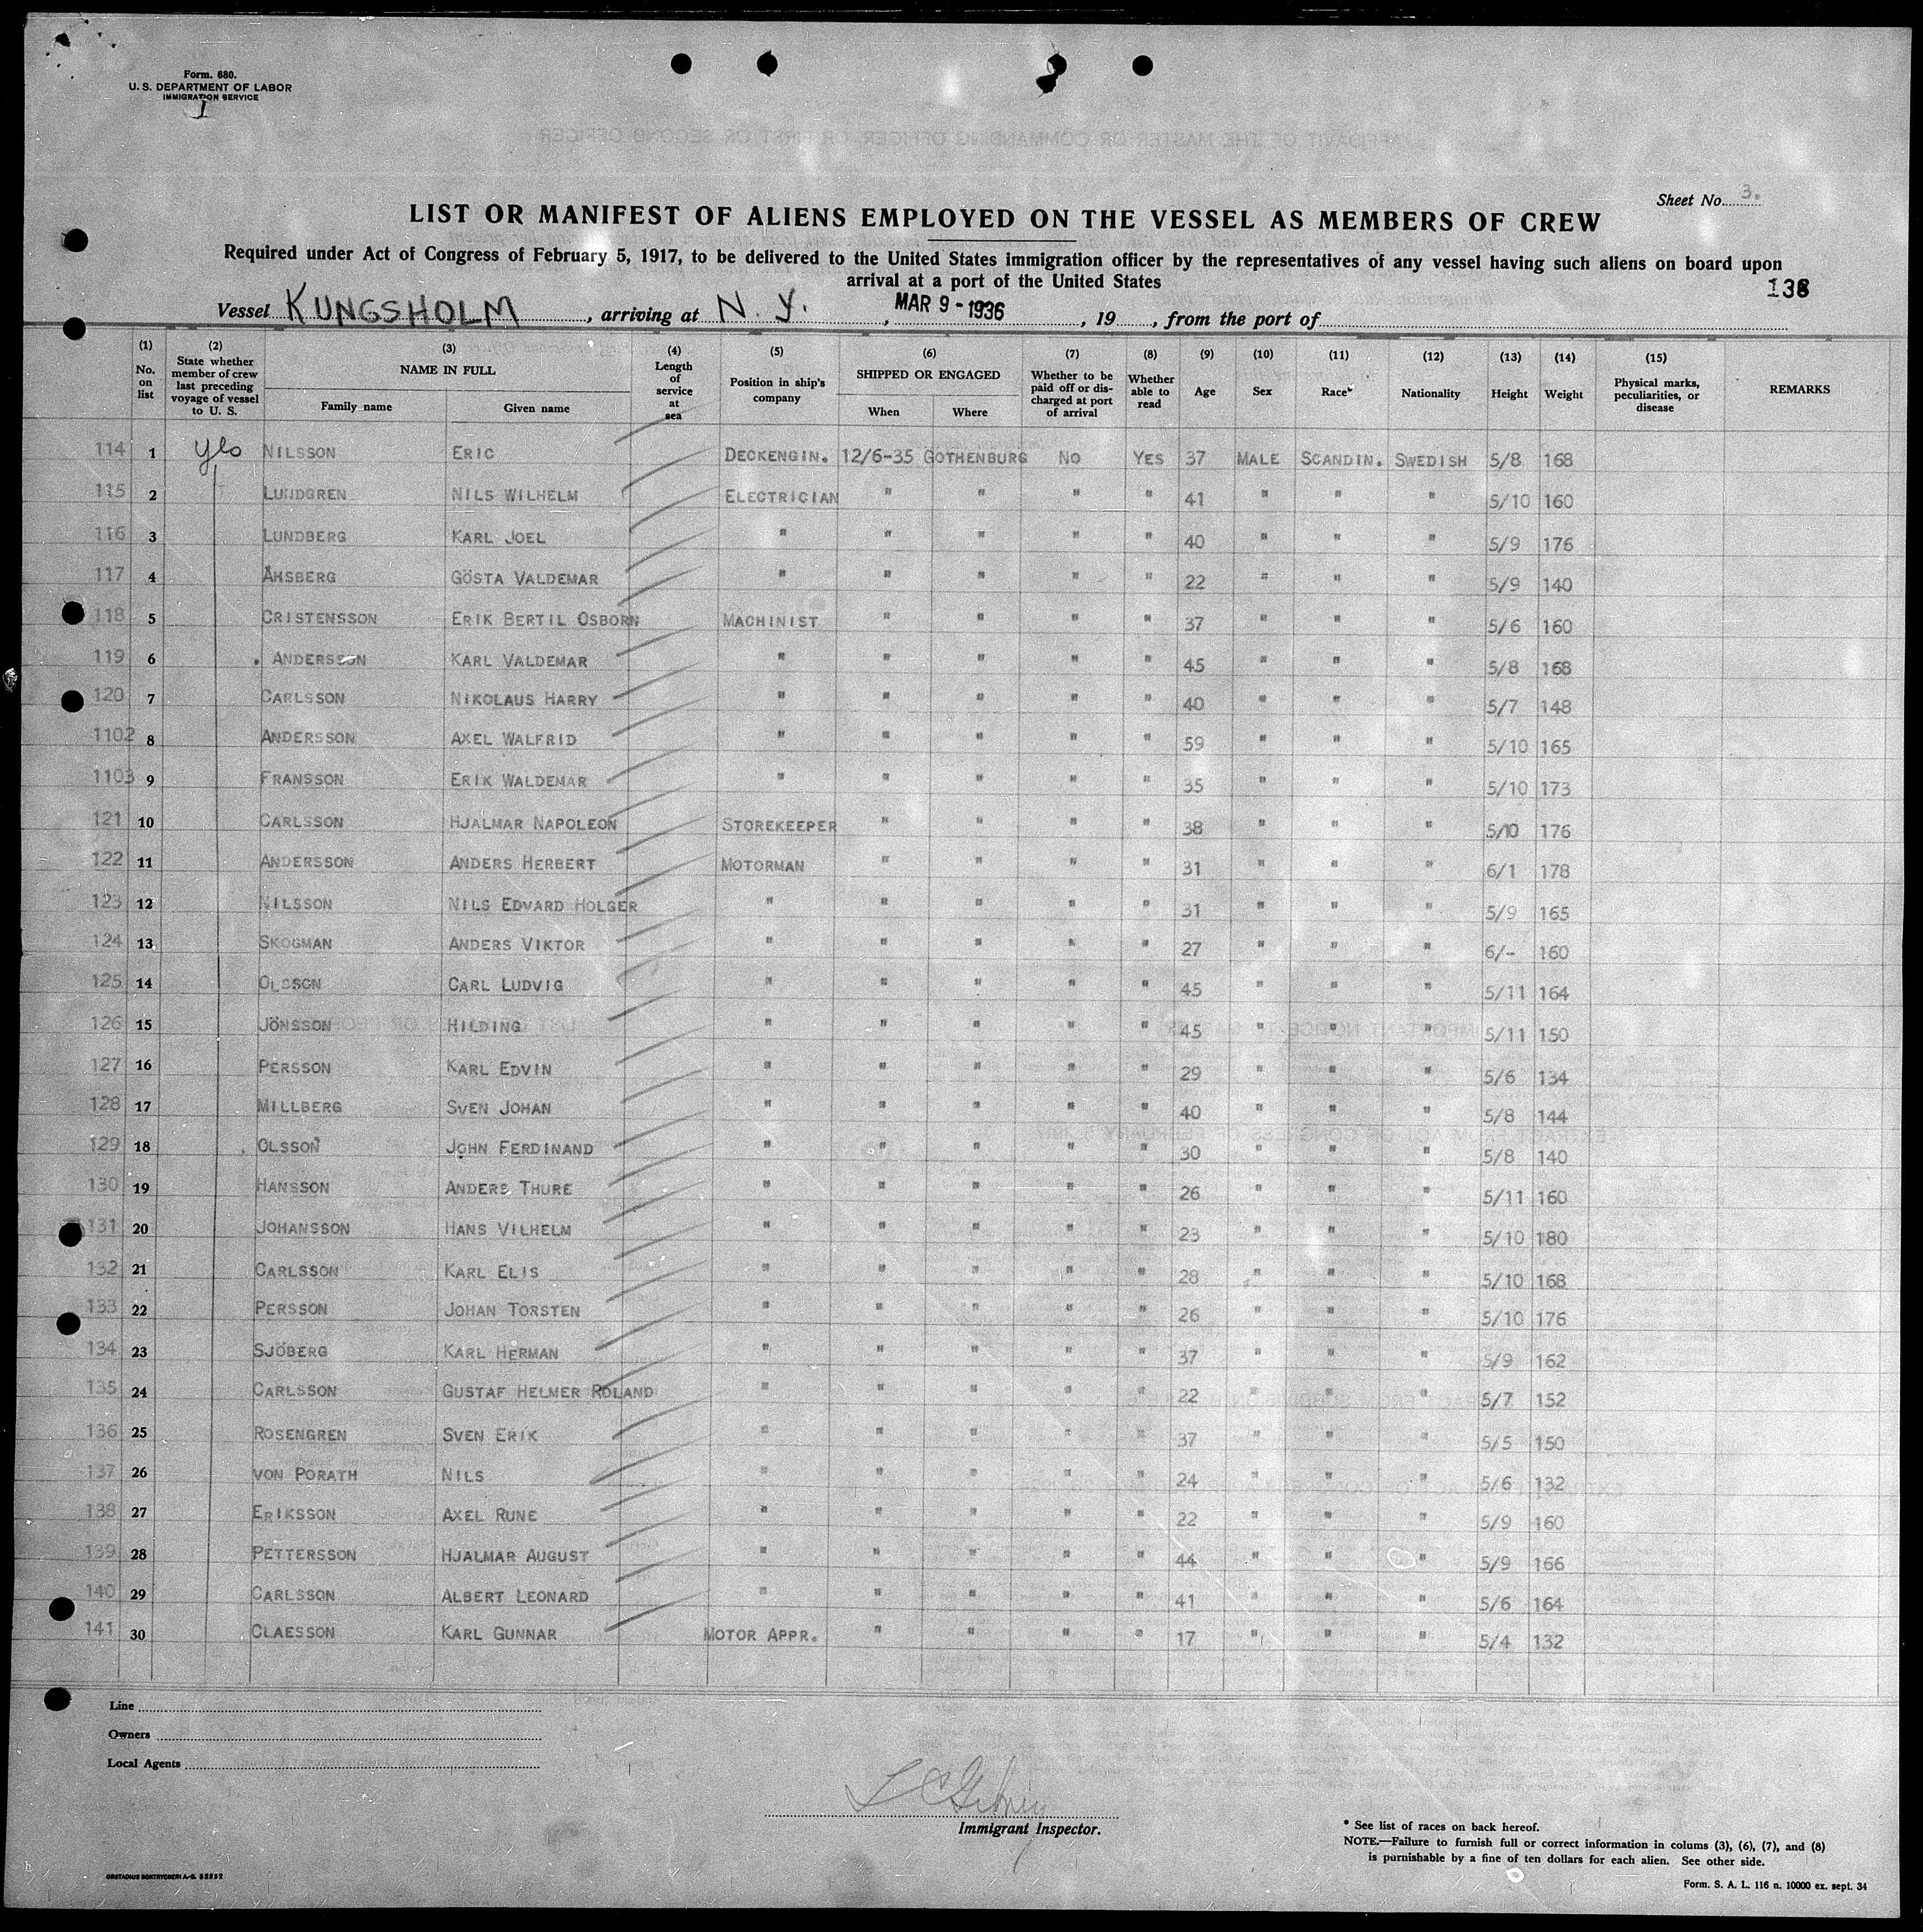 Form. 680.
U. S. DEPARTMENT OF LABOR
IMMIGRATION SERVICE
I
Sheet No. 3.
LIST OR MANIFEST OF ALIENS EMPLOYED ON THE VESSEL AS MEMBERS OF CREW
Required under Act of Congress of February 5, 1917, to be delivered to the United States immigration officer by the representatives of any vessel having such aliens on board upon
arrival at a port of the United States
138
Vessel KUNGSHOLM, arriving at N. Y., MAR 9 - 1936, 19, from the port of
(1) (2) (3) (4) (5) (6) (7) (8) (9) (10) (11) (12) (13) (14) (15)
No. on list State whether member of crew last preceding voyage of vessel to U. S. NAME IN FULL Family name Given name Length of service at sea Position in ship's company SHIPPED OR ENGAGED When Where Whether to be paid off or discharged at port of arrival Whether able to read Age Sex Race* Nationality Height Weight Physical marks, peculiarities, or disease REMARKS
114 1 yes NILSSON ERIC DECKENGIN. 12/6-35 GOTHENBURG NO YES 37 MALE SCANDIN. SWEDISH 5/8 168
115 2 LUNDGREN NILS WILHELM ELECTRICIAN " " " " 41 " " " 5/10 160
116 3 LUNDBERG KARL JOEL " " " " " 40 " " " 5/9 176
117 4 ÅHSBERG GÖSTA VALDEMAR " " " " " 22 " " " 5/9 140
118 5 CRISTENSSON ERIK BERTIL OSBORN MACHINIST " " " " 37 " " " 5/6 160
119 6 ANDERSSON KARL VALDEMAR " " " " " 45 " " " 5/8 168
120 7 CARLSSON NIKOLAUS HARRY " " " " " 40 " " " 5/7 148
1102 8 ANDERSSON AXEL WALFRID " " " " " 59 " " " 5/10 165
1103 9 FRANSSON ERIK WALDEMAR " " " " " 35 " " " 5/10 173
121 10 CARLSSON HJALMAR NAPOLEON STOREKEEPER " " " " 38 " " " 5/10 176
122 11 ANDERSSON ANDERS HERBERT MOTORMAN " " " " 31 " " " 6/1 178
123 12 NILSSON NILS EDVARD HOLGER " " " " " 31 " " " 5/9 165
124 13 SKOGMAN ANDERS VIKTOR " " " " " 27 " " " 6/- 160
125 14 OLSSON CARL LUDVIG " " " " " 45 " " " 5/11 164
126 15 JÖNSSON HILDING " " " " " 45 " " " 5/11 150
127 16 PERSSON KARL EDVIN " " " " " 29 " " " 5/6 134
128 17 MILLBERG SVEN JOHAN " " " " " 40 " " " 5/8 144
129 18 OLSSON JOHN FERDINAND " " " " " 30 " " " 5/8 140
130 19 HANSSON ANDERS THURE " " " " " 26 " " " 5/11 160
131 20 JOHANSSON HANS VILHELM " " " " " 23 " " " 5/10 180
132 21 CARLSSON KARL ELIS " " " " " 28 " " " 5/10 168
133 22 PERSSON JOHAN TORSTEN " " " " " 26 " " " 5/10 176
134 23 SJÖBERG KARL HERMAN " " " " " 37 " " " 5/9 162
135 24 CARLSSON GUSTAF HELMER ROLAND " " " " " 22 " " " 5/7 152
136 25 ROSENGREN SVEN ERIK " " " " " 37 " " " 5/5 150
137 26 VON PORATH NILS " " " " " 24 " " " 5/6 132
138 27 ERIKSSON AXEL RUNE " " " " " 22 " " " 5/9 160
139 28 PETTERSSON HJALMAR AUGUST " " " " " 44 " " " 5/9 166
140 29 CARLSSON ALBERT LEONARD " " " " " 41 " " " 5/6 164
141 30 CLAESSON KARL GUNNAR MOTOR APPR. " " " " 17 " " " 5/4 132
Line
Owners
Local Agents
Immigrant Inspector.
* See list of races on back hereof.
NOTE.—Failure to furnish full or correct information in colums (3), (6), (7), and (8)
is purnishable by a fine of ten dollars for each alien. See other side.
Form. S. A. L. 116 n. 10000 ex. sept. 34